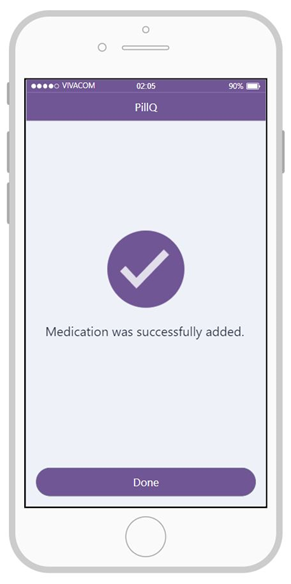 VIVACOM 02:05 90%
PillQ
Medication was successfully added.
Done